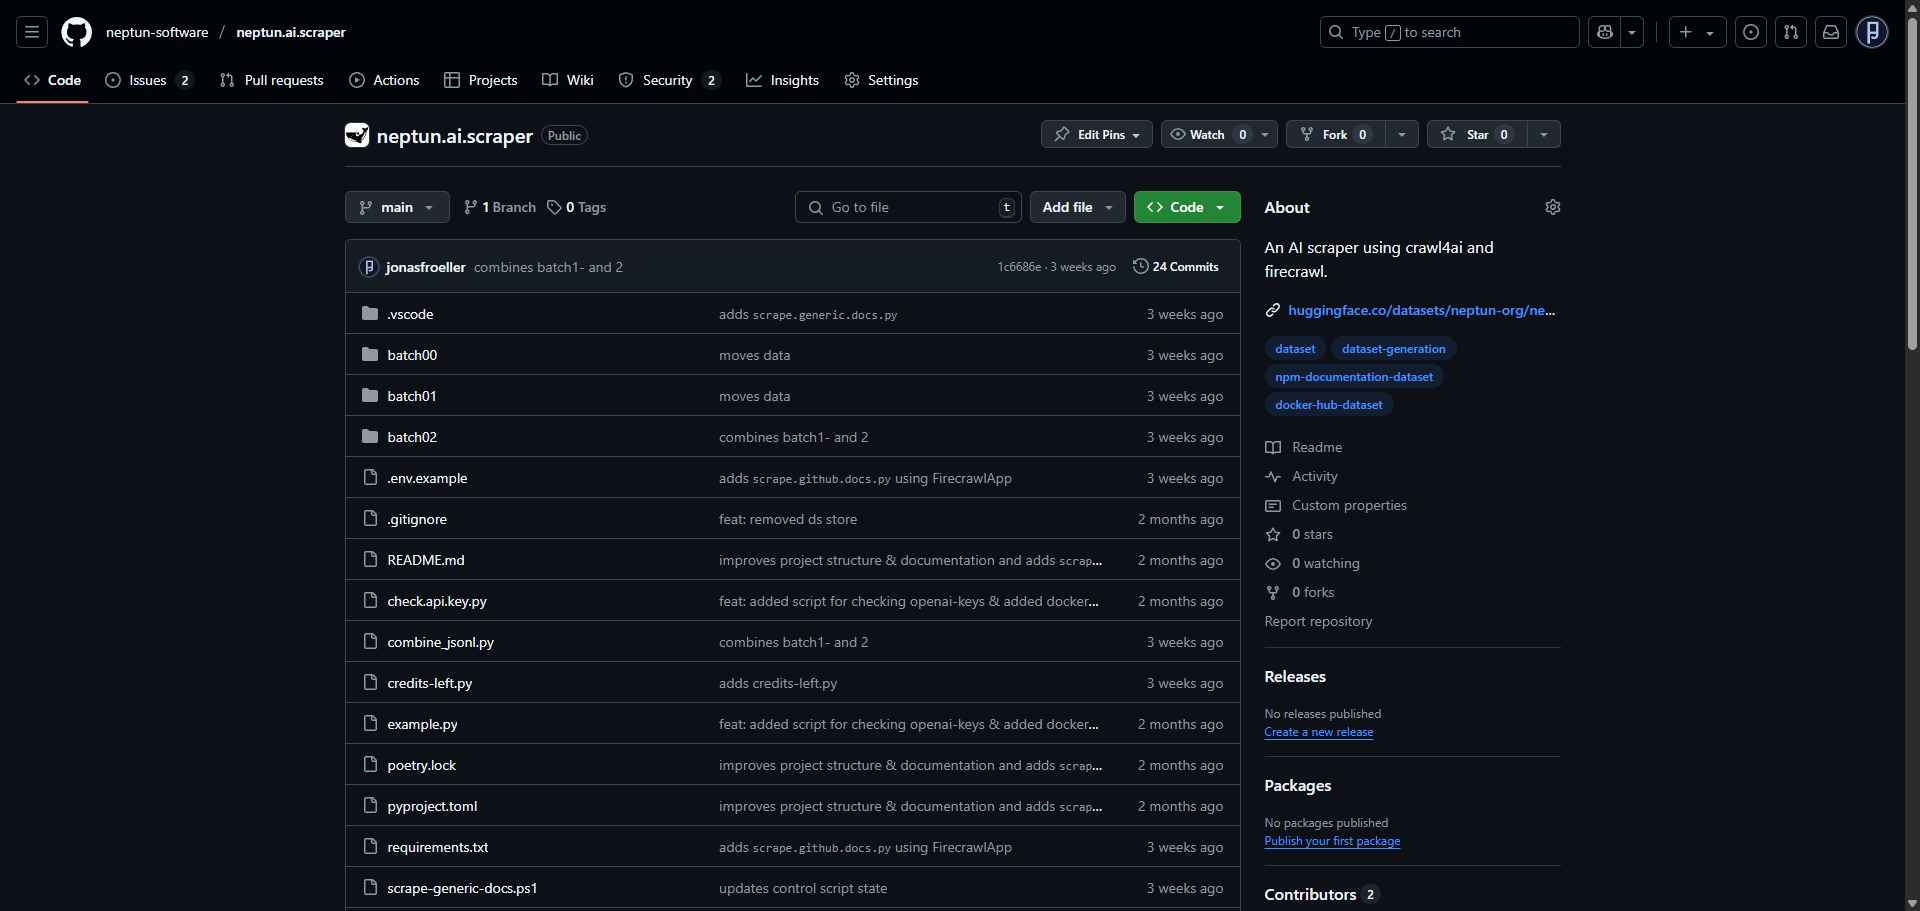 neptun-software / neptun.ai.scraper
Type / to search
Code Issues 2 Pull requests Actions Projects Wiki Security 2 Insights Settings
neptun.ai.scraper Public
Edit Pins Watch 0 Fork 0 Star 0
main 1 Branch 0 Tags
Go to file t Add file Code
jonasfroeller combines batch1- and 2 1c6686e · 3 weeks ago 24 Commits
.vscode adds scrape.generic.docs.py 3 weeks ago
batch00 moves data 3 weeks ago
batch01 moves data 3 weeks ago
batch02 combines batch1- and 2 3 weeks ago
.env.example adds scrape.github.docs.py using FirecrawlApp 3 weeks ago
.gitignore feat: removed ds store 2 months ago
README.md improves project structure & documentation and adds scrap... 2 months ago
check.api.key.py feat: added script for checking openai-keys & added docker... 2 months ago
combine_jsonl.py combines batch1- and 2 3 weeks ago
credits-left.py adds credits-left.py 3 weeks ago
example.py feat: added script for checking openai-keys & added docker... 2 months ago
poetry.lock improves project structure & documentation and adds scrap... 2 months ago
pyproject.toml improves project structure & documentation and adds scrap... 2 months ago
requirements.txt adds scrape.github.docs.py using FirecrawlApp 3 weeks ago
scrape-generic-docs.ps1 updates control script state 3 weeks ago
About
An AI scraper using crawl4ai and
firecrawl.
huggingface.co/datasets/neptun-org/ne...
dataset dataset-generation
npm-documentation-dataset
docker-hub-dataset
Readme
Activity
Custom properties
0 stars
0 watching
0 forks
Report repository
Releases
No releases published
Create a new release
Packages
No packages published
Publish your first package
Contributors 2